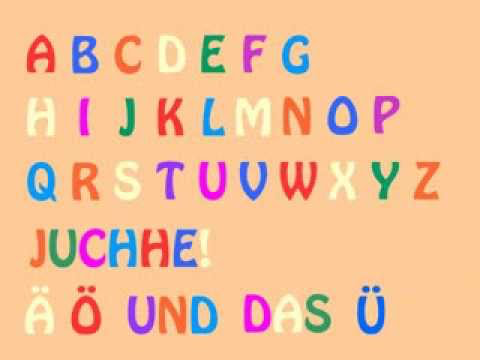 A B C D E F G
H I J K L M N O P
Q R S T U V W X Y Z
JUCHHE!
Ä Ö UND DAS Ü